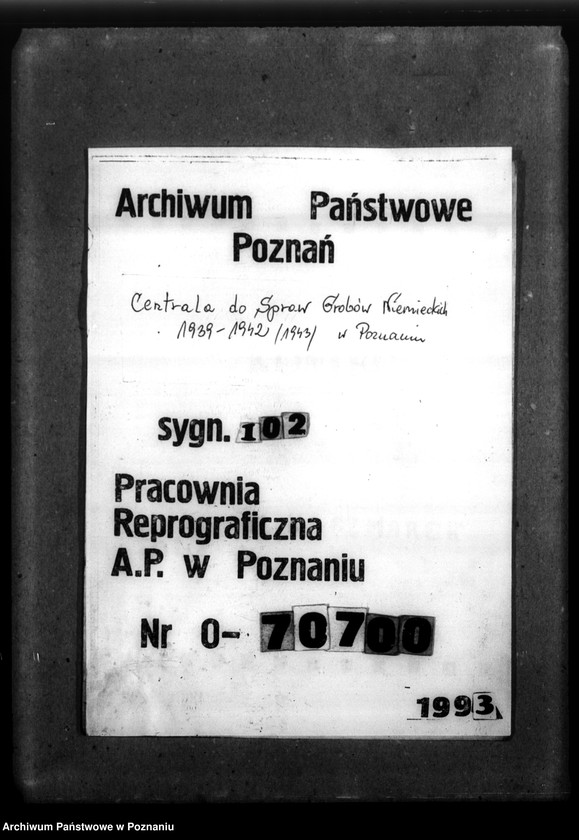 Archiwum Państwowe
Poznań
Centrala do Spraw Grobów Niemieckich
1939-1942 /1943/ w Poznaniu
sygn. 102
Pracownia
Reprograficzna
A.P. w Poznaniu
Nr 0- 70700
1993
Archiwum Państwowe w Poznaniu